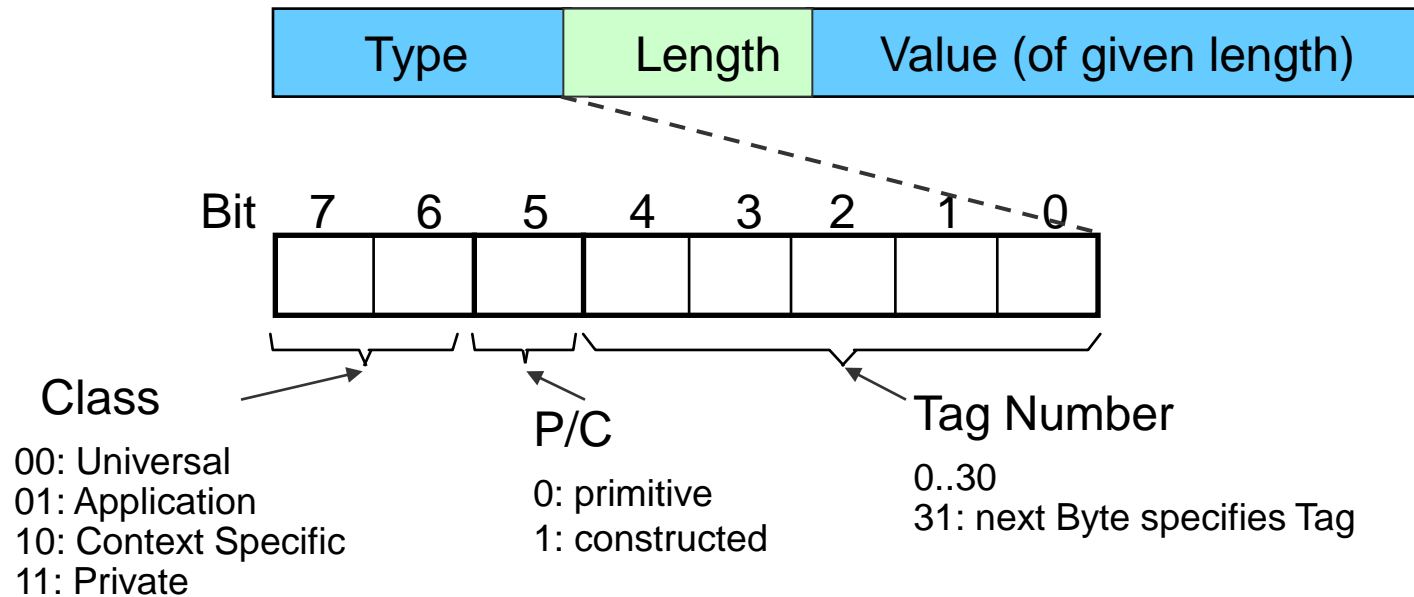 Type Length Value (of given length)
Bit 7 6 5 4 3 2 1 0
Class
00: Universal
01: Application
10: Context Specific
11: Private
P/C
0: primitive
1: constructed
Tag Number
0..30
31: next Byte specifies Tag